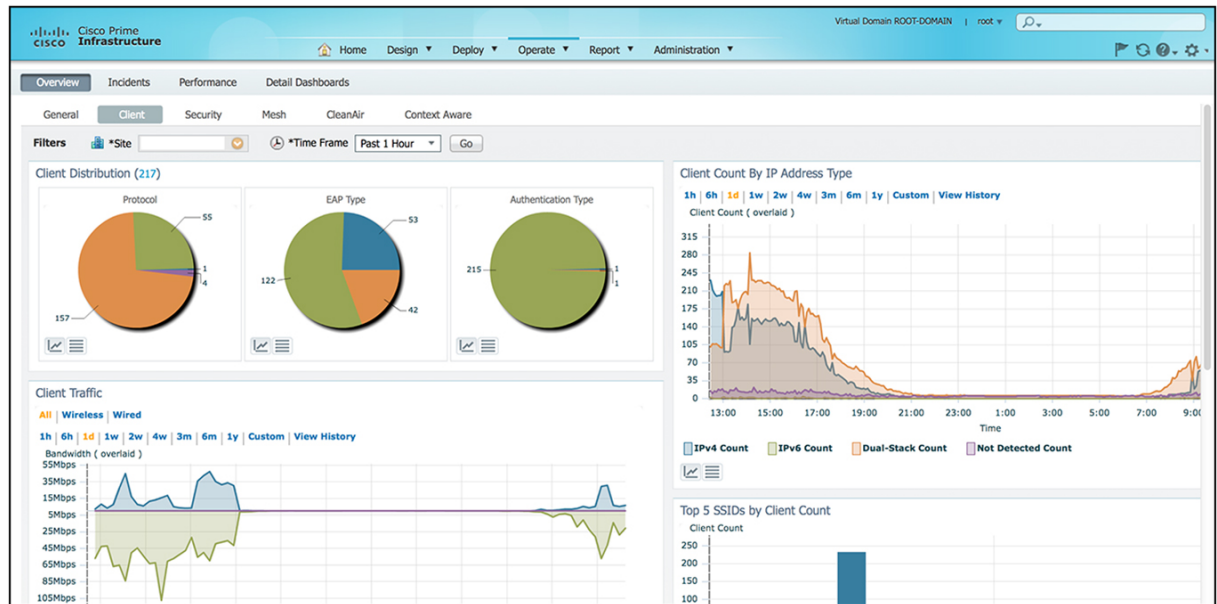 Virtual Domain ROOT-DOMAIN | root
Cisco Prime
CISCO Infrastructure
Home Design Deploy Operate Report Administration
Overview Incidents Performance Detail Dashboards
General Client Security Mesh CleanAir Context Aware
Filters *Site *Time Frame Past 1 Hour Go
Client Distribution (217)
Protocol
55
1
4
157
EAP Type
53
122
42
Authentication Type
215
1
1
Client Traffic
All | Wireless | Wired
1h | 6h | 1d | 1w | 2w | 4w | 3m | 6m | 1y | Custom | View History
Bandwidth ( overlaid )
55Mbps
35Mbps
15Mbps
5Mbps
25Mbps
45Mbps
65Mbps
85Mbps
105Mbps
Client Count By IP Address Type
1h | 6h | 1d | 1w | 2w | 4w | 3m | 6m | 1y | Custom | View History
Client Count ( overlaid )
315
280
245
210
175
140
105
70
35
0
13:00 15:00 17:00 19:00 21:00 23:00 1:00 3:00 5:00 7:00 9:00
Time
IPv4 Count IPv6 Count Dual-Stack Count Not Detected Count
Top 5 SSIDs by Client Count
Client Count
250
200
150
100